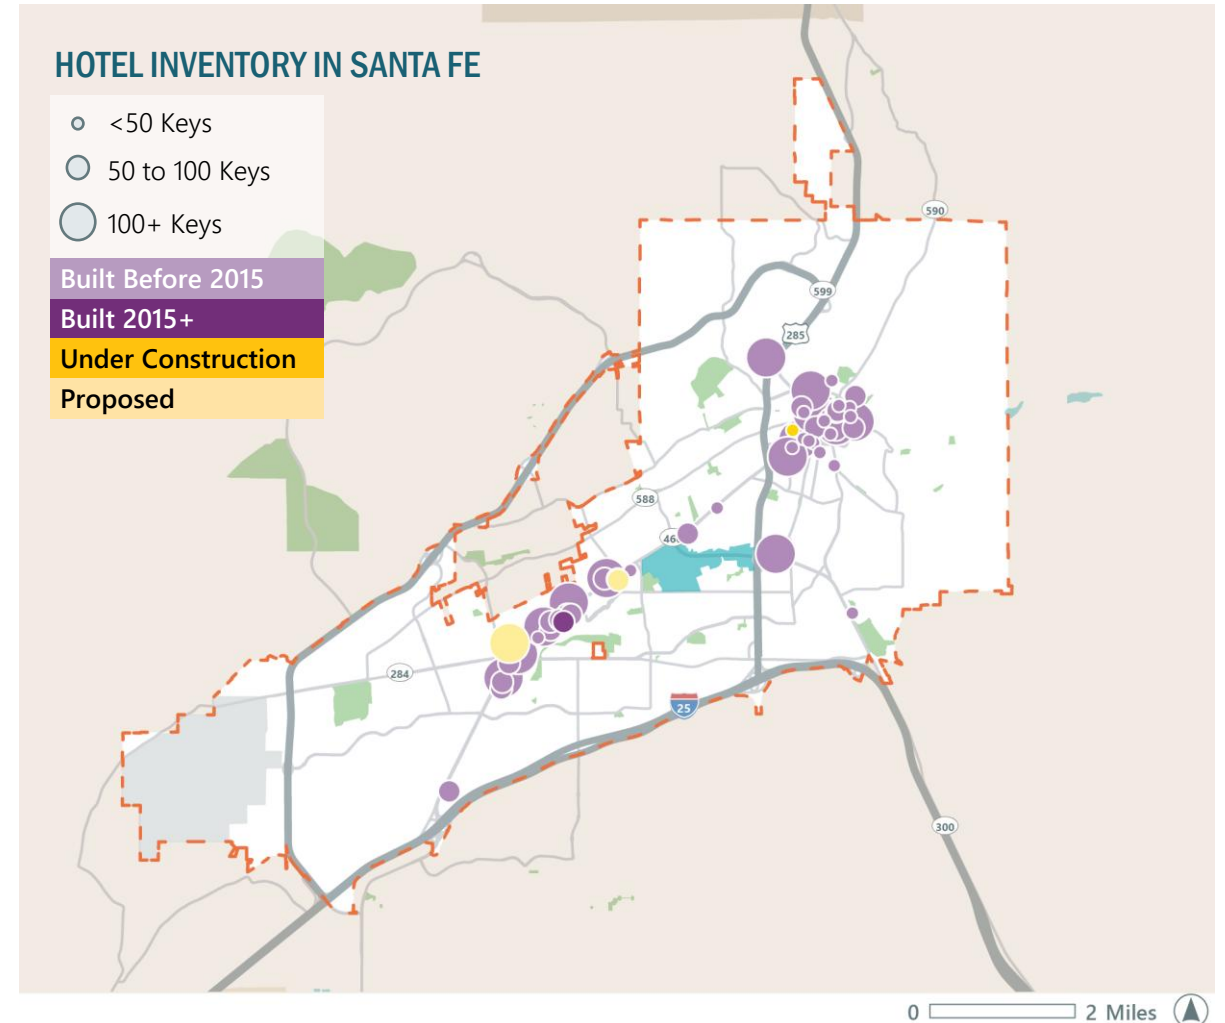 HOTEL INVENTORY IN SANTA FE
<50 Keys
50 to 100 Keys
100+ Keys
Built Before 2015
Built 2015+
Under Construction
Proposed
590
599
285
588
46
284
25
300
0 2 Miles